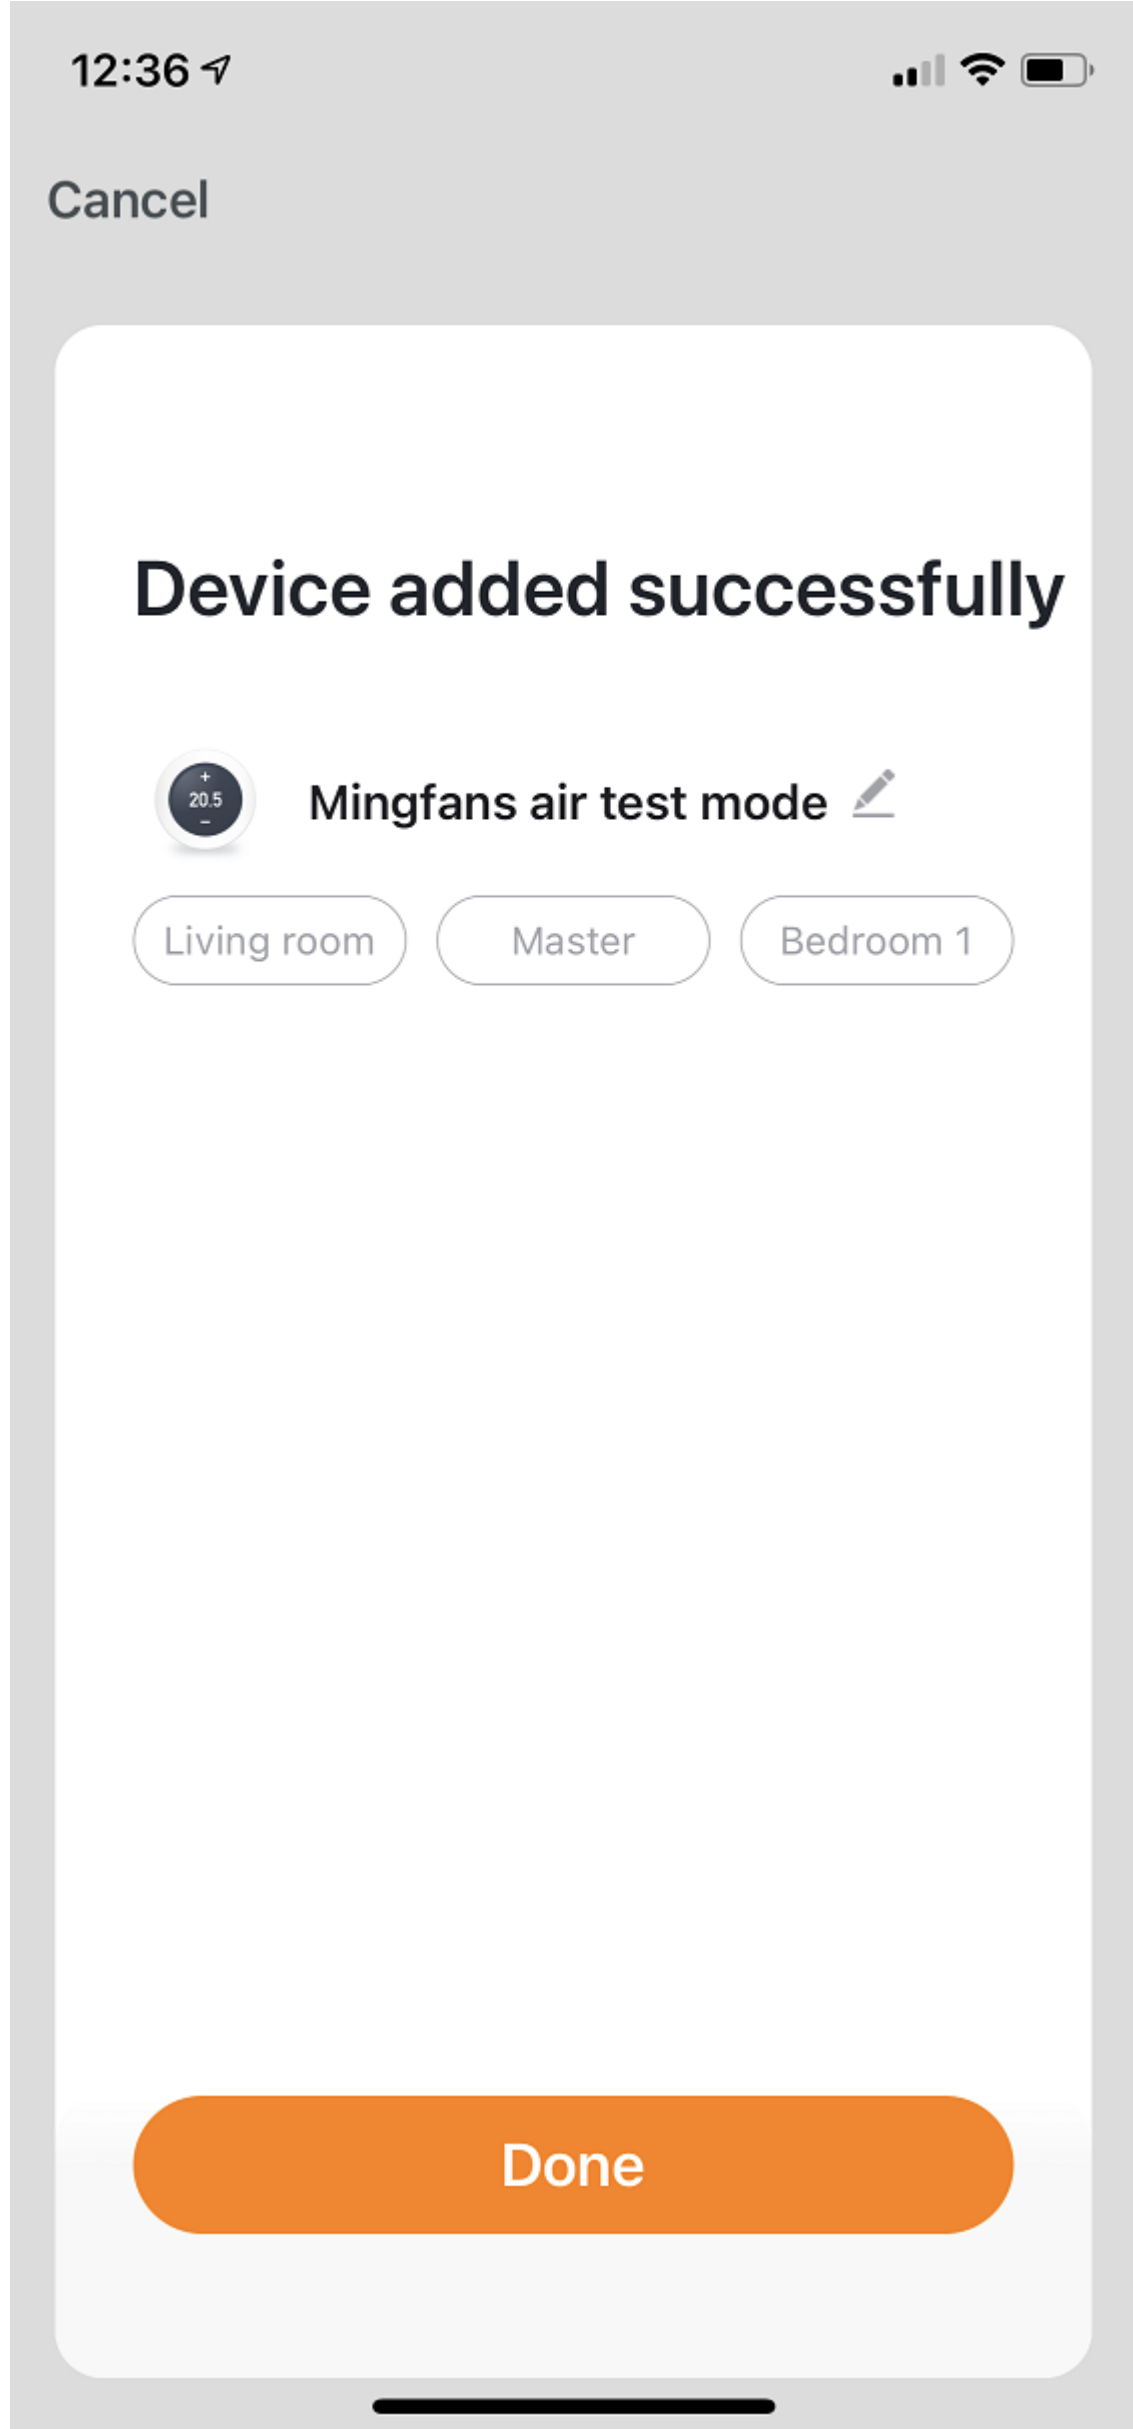 12:36
Cancel
Device added successfully
+
20.5
−
Mingfans air test mode
Living room Master Bedroom 1
Done